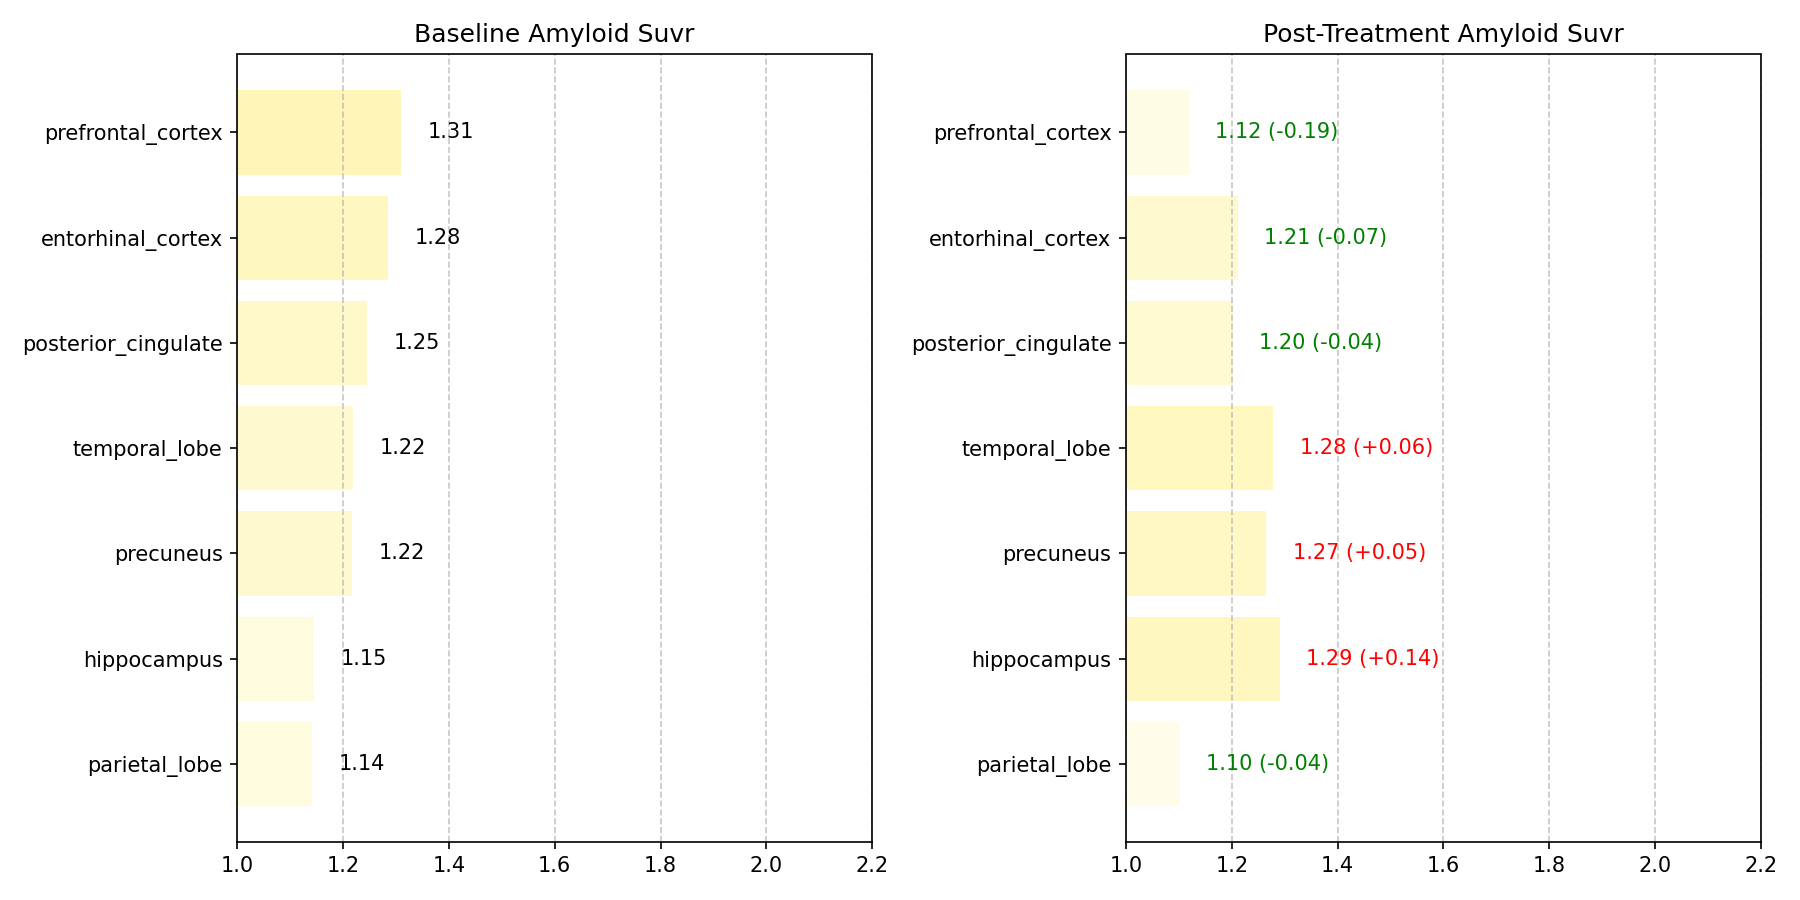 Baseline Amyloid Suvr
prefrontal_cortex 1.31
entorhinal_cortex 1.28
posterior_cingulate 1.25
temporal_lobe 1.22
precuneus 1.22
hippocampus 1.15
parietal_lobe 1.14
1.0 1.2 1.4 1.6 1.8 2.0 2.2
Post-Treatment Amyloid Suvr
prefrontal_cortex 1.12 (-0.19)
entorhinal_cortex 1.21 (-0.07)
posterior_cingulate 1.20 (-0.04)
temporal_lobe 1.28 (+0.06)
precuneus 1.27 (+0.05)
hippocampus 1.29 (+0.14)
parietal_lobe 1.10 (-0.04)
1.0 1.2 1.4 1.6 1.8 2.0 2.2